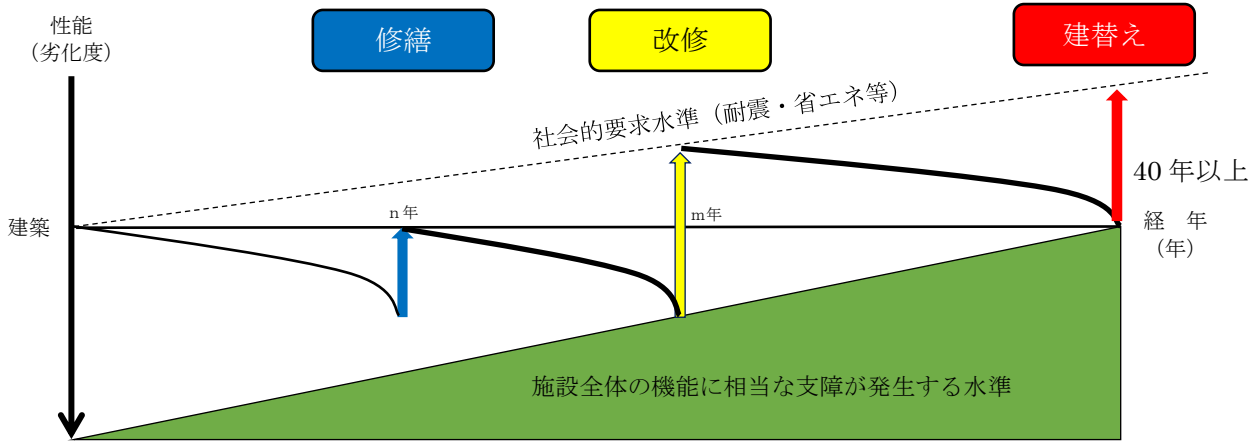 性能
（劣化度）
修繕
改修
建替え
社会的要求水準（耐震・省エネ等）
40 年以上
n 年
m年
建築
経　年
（年）
施設全体の機能に相当な支障が発生する水準